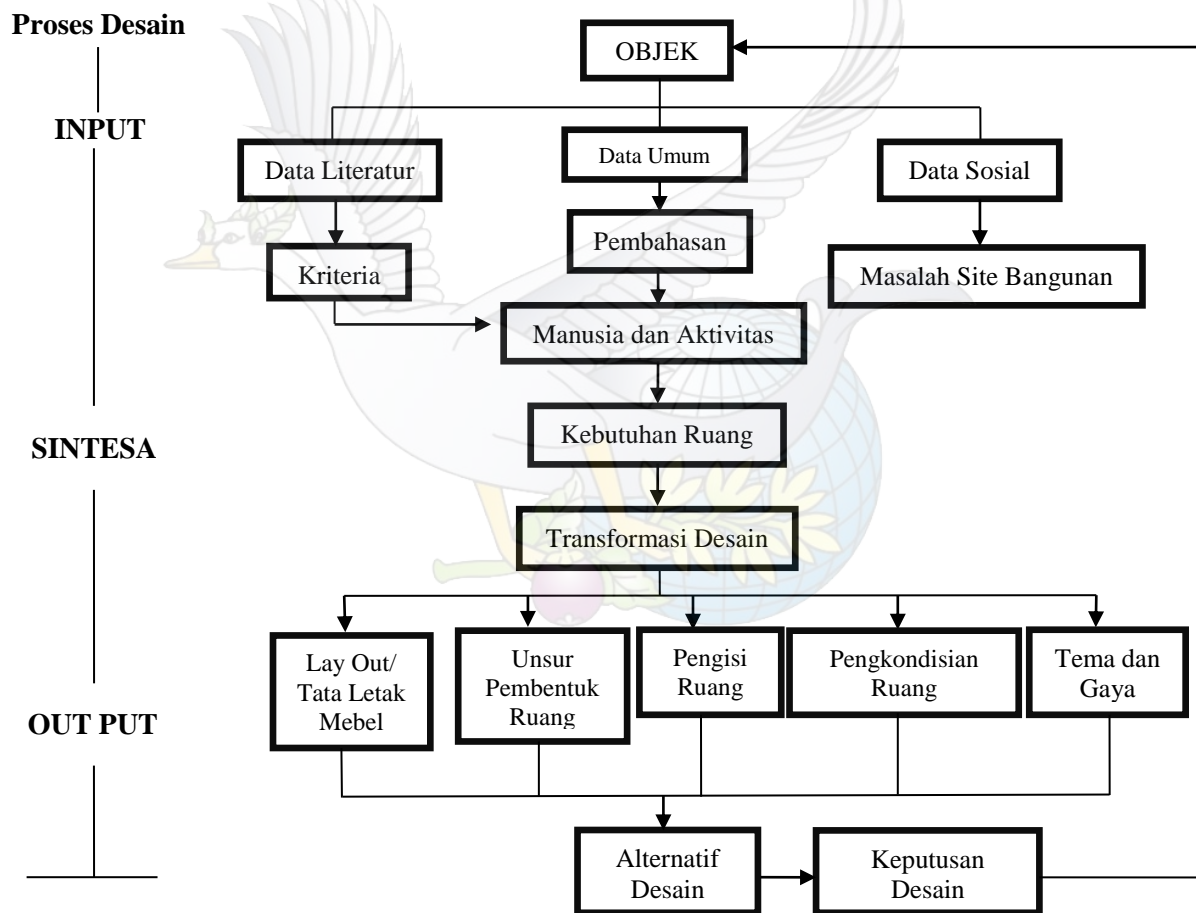 Proses Desain
OBJEK
INPUT
Data Literatur
Data Umum
Data Sosial
Kriteria
Pembahasan
Masalah Site Bangunan
Manusia dan Aktivitas
SINTESA
Kebutuhan Ruang
Transformasi Desain
OUT PUT
Lay Out/
Tata Letak
Mebel
Unsur
Pembentuk
Ruang
Pengisi
Ruang
Pengkondisian
Ruang
Tema dan
Gaya
Alternatif
Desain
Keputusan
Desain